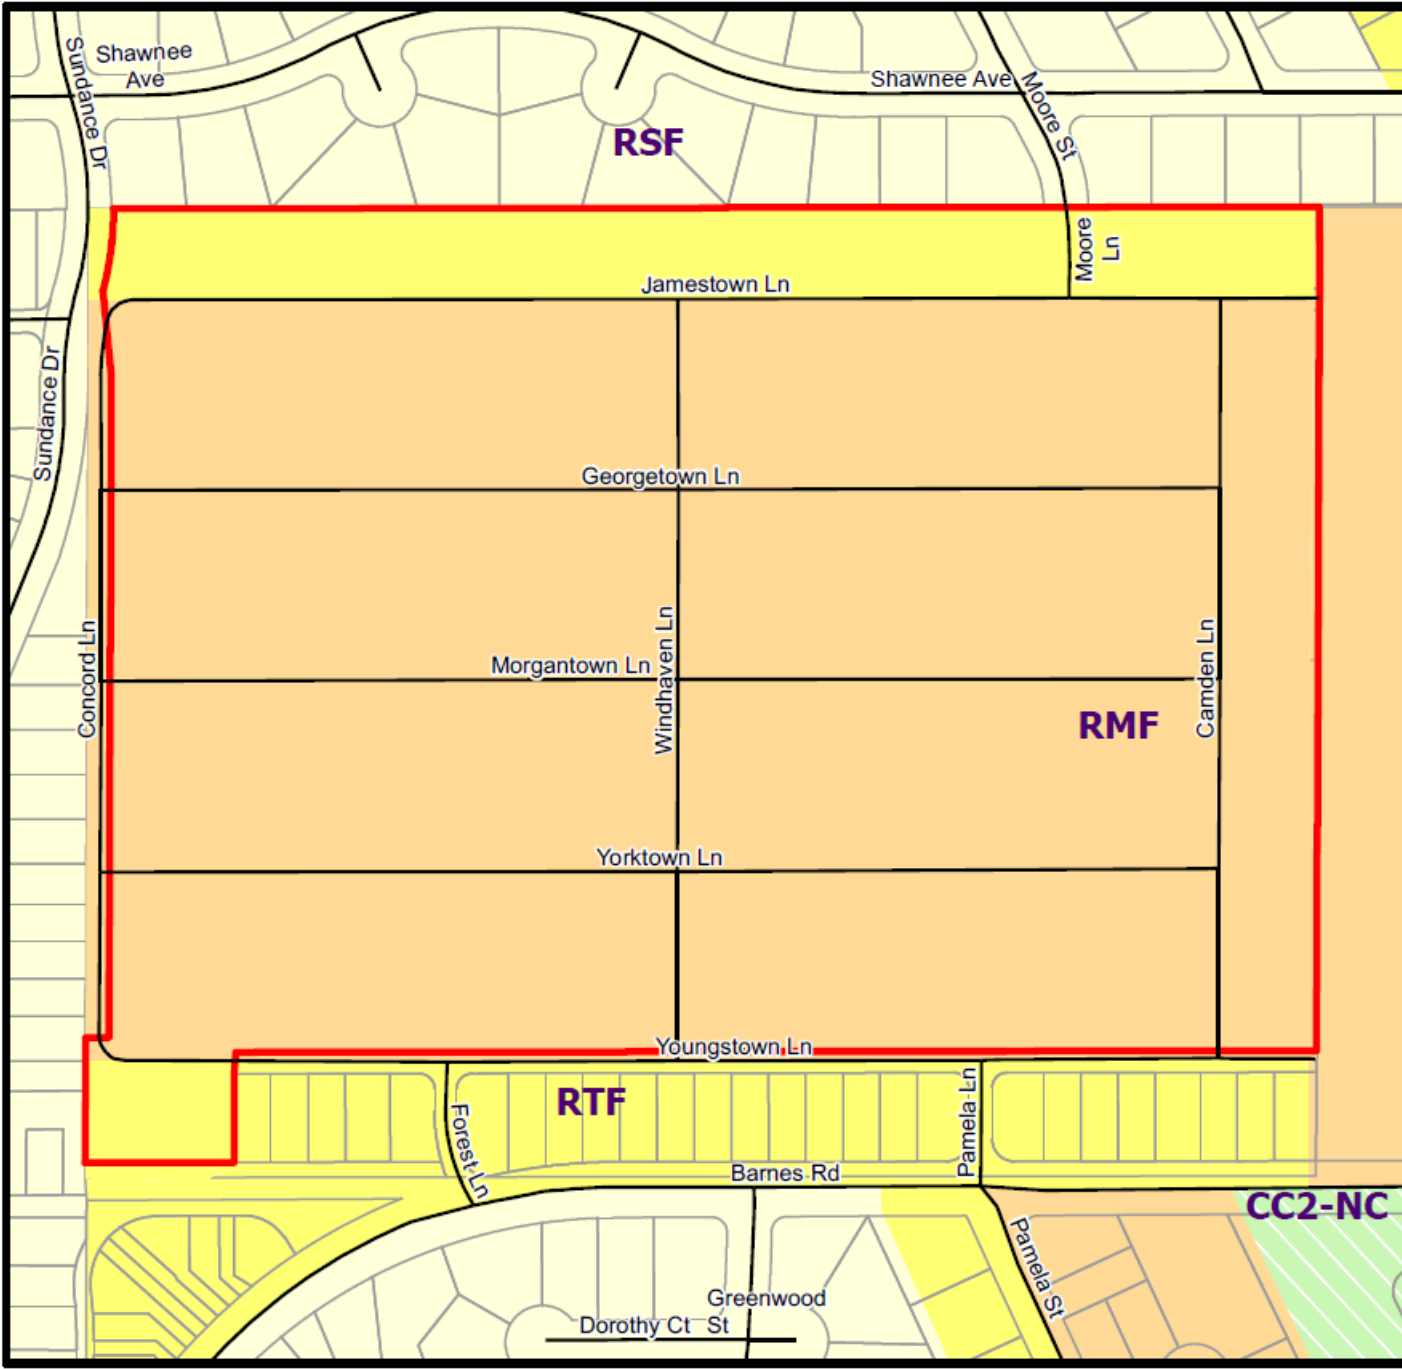 Shawnee
Ave
Sundance Dr
Shawnee Ave
Moore St
RSF
Moore
Ln
Jamestown Ln
Sundance Dr
Georgetown Ln
Concord Ln
Windhaven Ln
Camden Ln
Morgantown Ln
RMF
Yorktown Ln
Youngstown Ln
RTF
Forest Ln
Pamela Ln
Barnes Rd
CC2-NC
Pamela St
Greenwood
St
Dorothy Ct